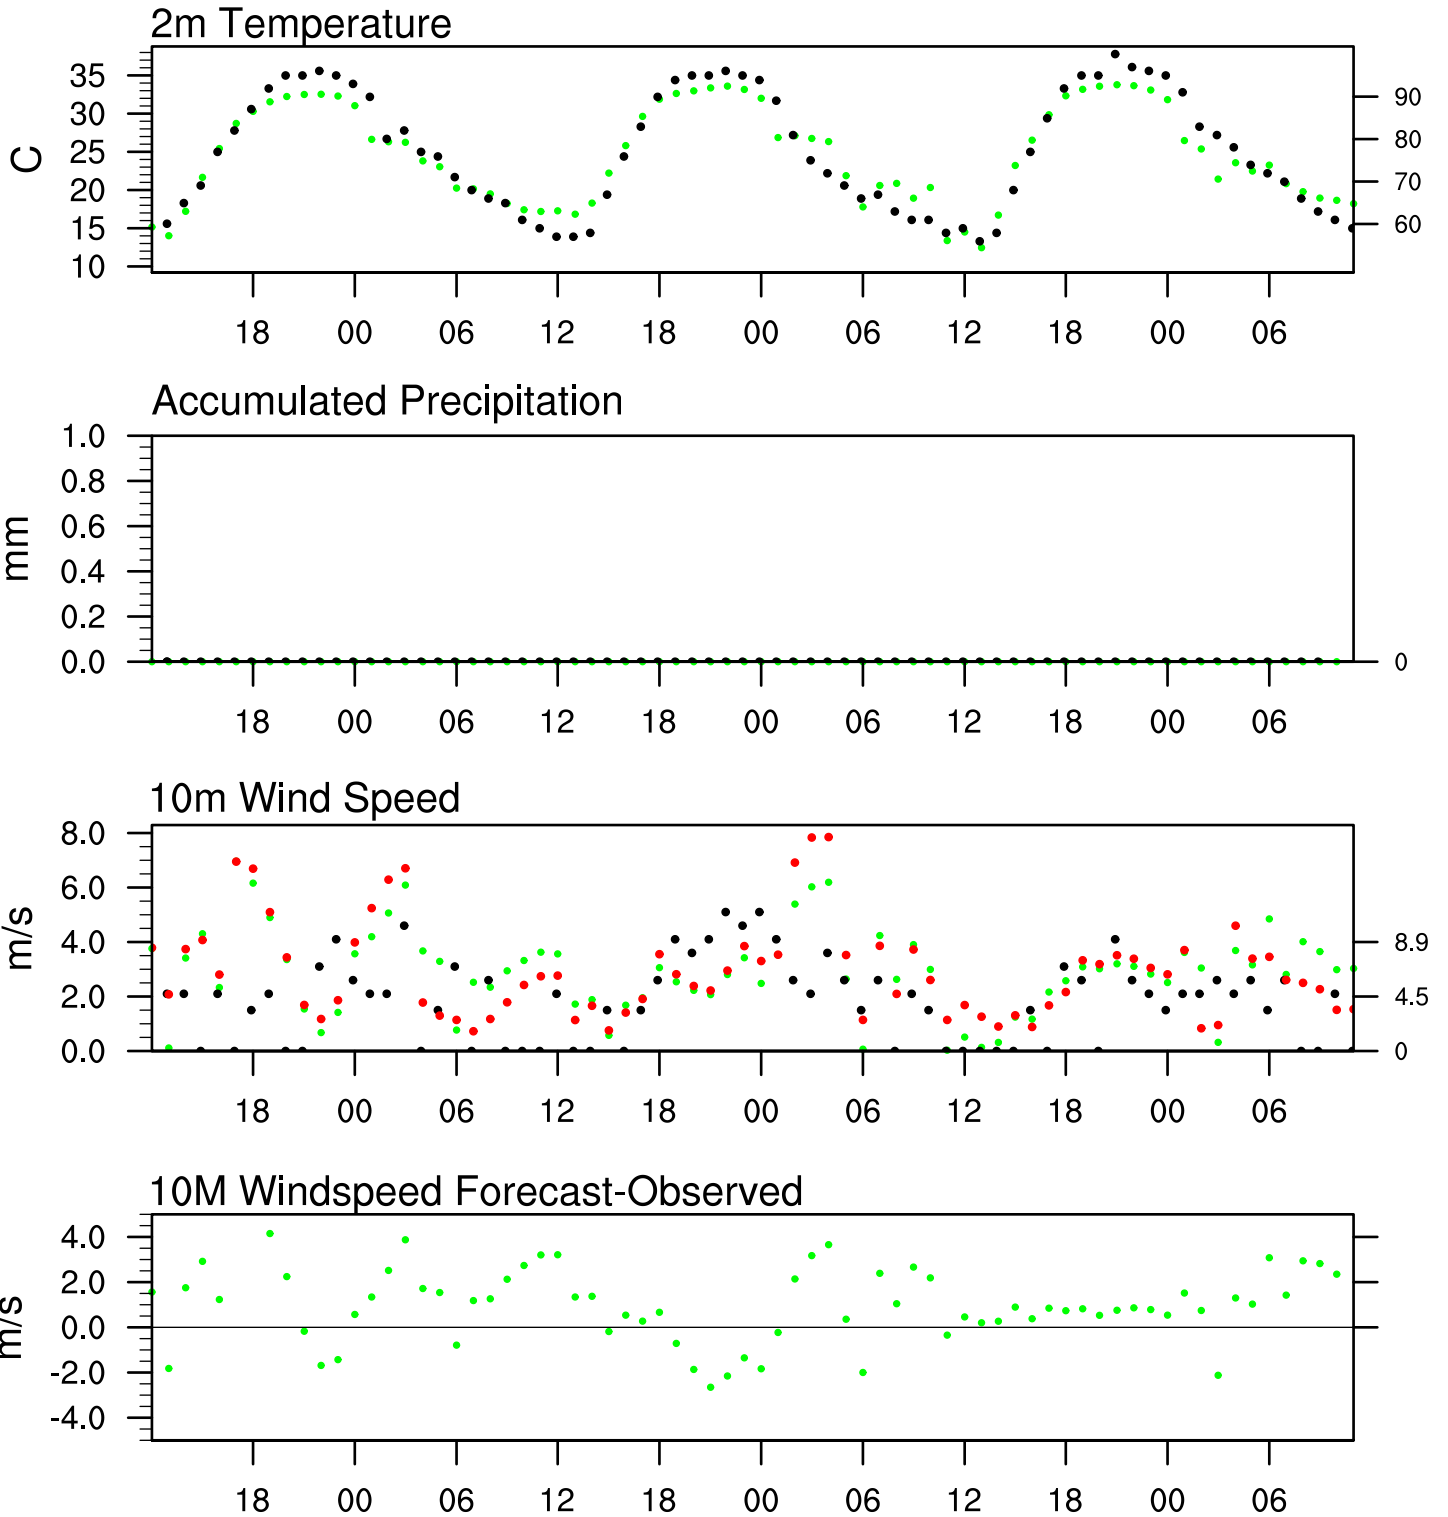 2m Temperature
35
30
25
20
15
10
C
90
80
70
60
18 00 06 12 18 00 06 12 18 00 06
Accumulated Precipitation
1.0
0.8
0.6
0.4
0.2
0.0
mm
0
18 00 06 12 18 00 06 12 18 00 06
10m Wind Speed
8.0
6.0
4.0
2.0
0.0
m/s
8.9
4.5
0
18 00 06 12 18 00 06 12 18 00 06
10M Windspeed Forecast-Observed
4.0
2.0
0.0
-2.0
-4.0
m/s
18 00 06 12 18 00 06 12 18 00 06